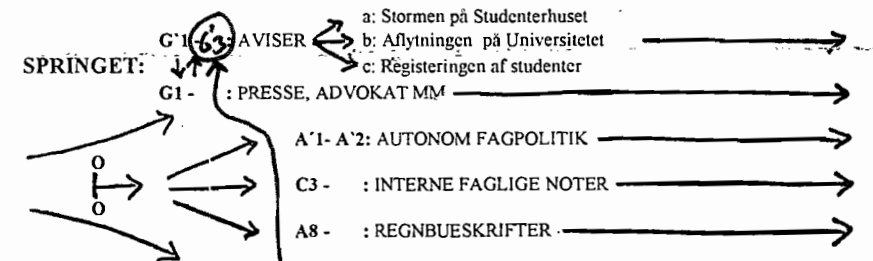 a: Stormen på Studenterhuset
G'1 - G'3: AVISER b: Aflytningen på Universitetet
SPRINGET: c: Registeringen af studenter
G1 - : PRESSE, ADVOKAT MM
A'1- A'2: AUTONOM FAGPOLITIK
O
C3 - : INTERNE FAGLIGE NOTER
O
A8 - : REGNBUESKRIFTER